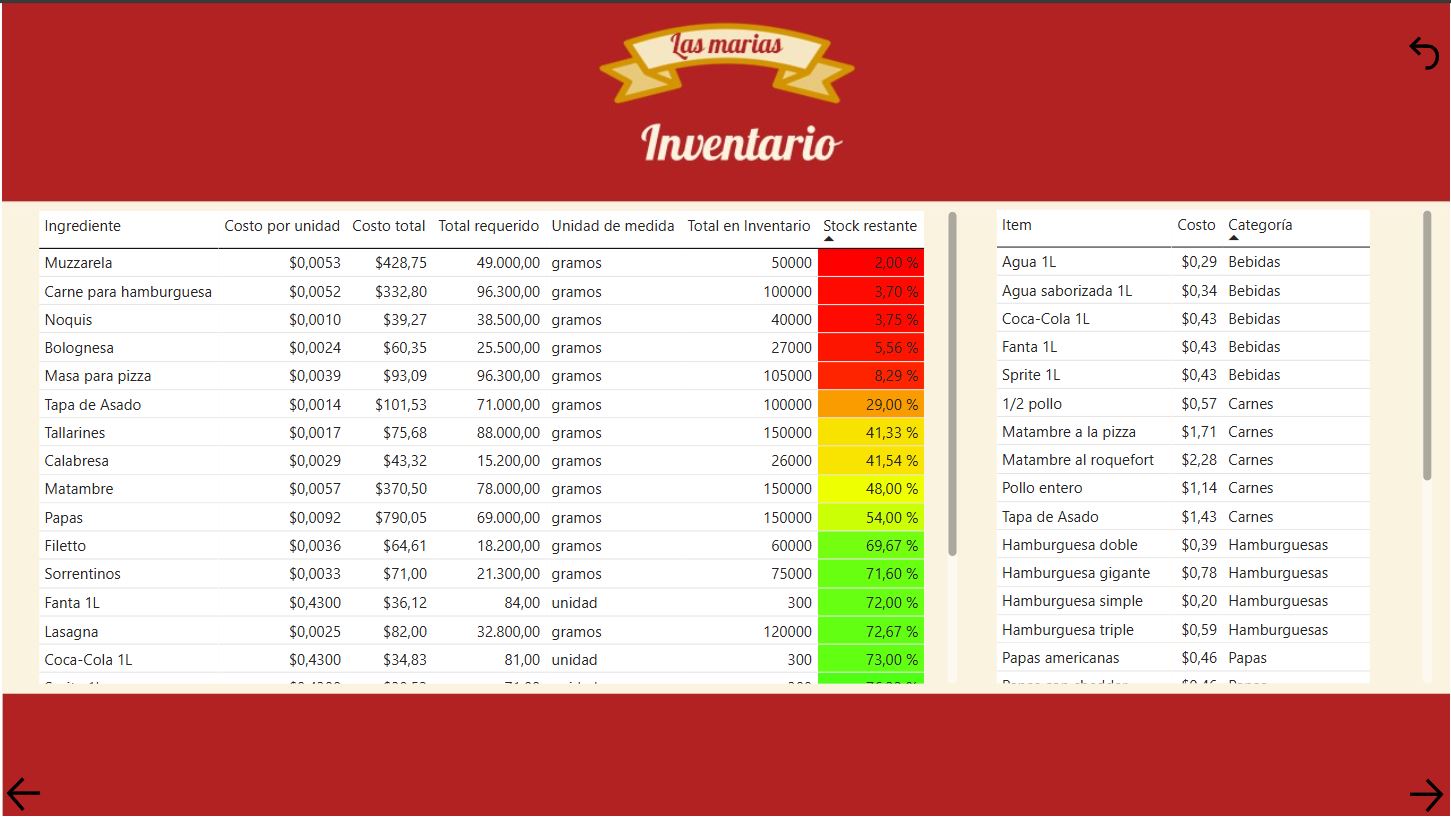 Las marias
Inventario
Ingrediente Costo por unidad Costo total Total requerido Unidad de medida Total en Inventario Stock restante
Muzzarela $0,0053 $428,75 49.000,00 gramos 50000 2,00 %
Carne para hamburguesa $0,0052 $332,80 96.300,00 gramos 100000 3,70 %
Noquis $0,0010 $39,27 38.500,00 gramos 40000 3,75 %
Bolognesa $0,0024 $60,35 25.500,00 gramos 27000 5,56 %
Masa para pizza $0,0039 $93,09 96.300,00 gramos 105000 8,29 %
Tapa de Asado $0,0014 $101,53 71.000,00 gramos 100000 29,00 %
Tallarines $0,0017 $75,68 88.000,00 gramos 150000 41,33 %
Calabresa $0,0029 $43,32 15.200,00 gramos 26000 41,54 %
Matambre $0,0057 $370,50 78.000,00 gramos 150000 48,00 %
Papas $0,0092 $790,05 69.000,00 gramos 150000 54,00 %
Filetto $0,0036 $64,61 18.200,00 gramos 60000 69,67 %
Sorrentinos $0,0033 $71,00 21.300,00 gramos 75000 71,60 %
Fanta 1L $0,4300 $36,12 84,00 unidad 300 72,00 %
Lasagna $0,0025 $82,00 32.800,00 gramos 120000 72,67 %
Coca-Cola 1L $0,4300 $34,83 81,00 unidad 300 73,00 %
Item Costo Categoría
Agua 1L $0,29 Bebidas
Agua saborizada 1L $0,34 Bebidas
Coca-Cola 1L $0,43 Bebidas
Fanta 1L $0,43 Bebidas
Sprite 1L $0,43 Bebidas
1/2 pollo $0,57 Carnes
Matambre a la pizza $1,71 Carnes
Matambre al roquefort $2,28 Carnes
Pollo entero $1,14 Carnes
Tapa de Asado $1,43 Carnes
Hamburguesa doble $0,39 Hamburguesas
Hamburguesa gigante $0,78 Hamburguesas
Hamburguesa simple $0,20 Hamburguesas
Hamburguesa triple $0,59 Hamburguesas
Papas americanas $0,46 Papas